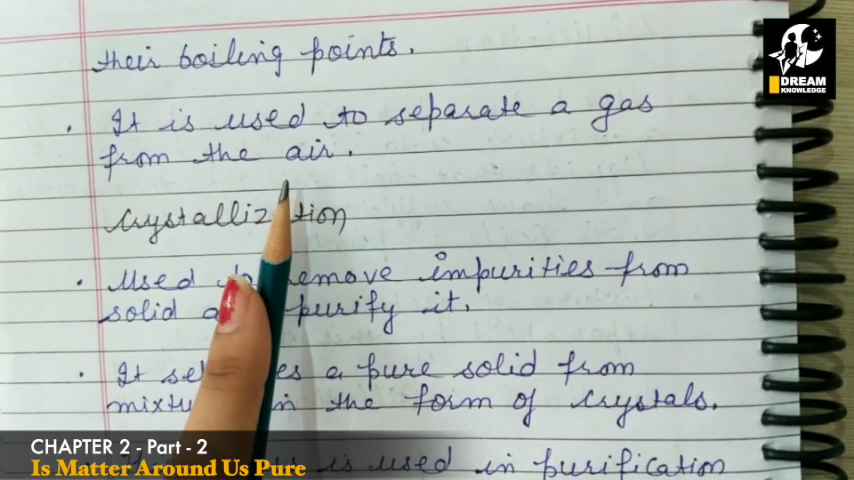 their boiling points.
DREAM
KNOWLEDGE
. It is used to separate a gas
from the air.
Crystallization
. Used to remove impurities from
solid purify it.
. It a pure solid from
in the form of crystals.
is used in purification
CHAPTER 2 - Part - 2
Is Matter Around Us Pure